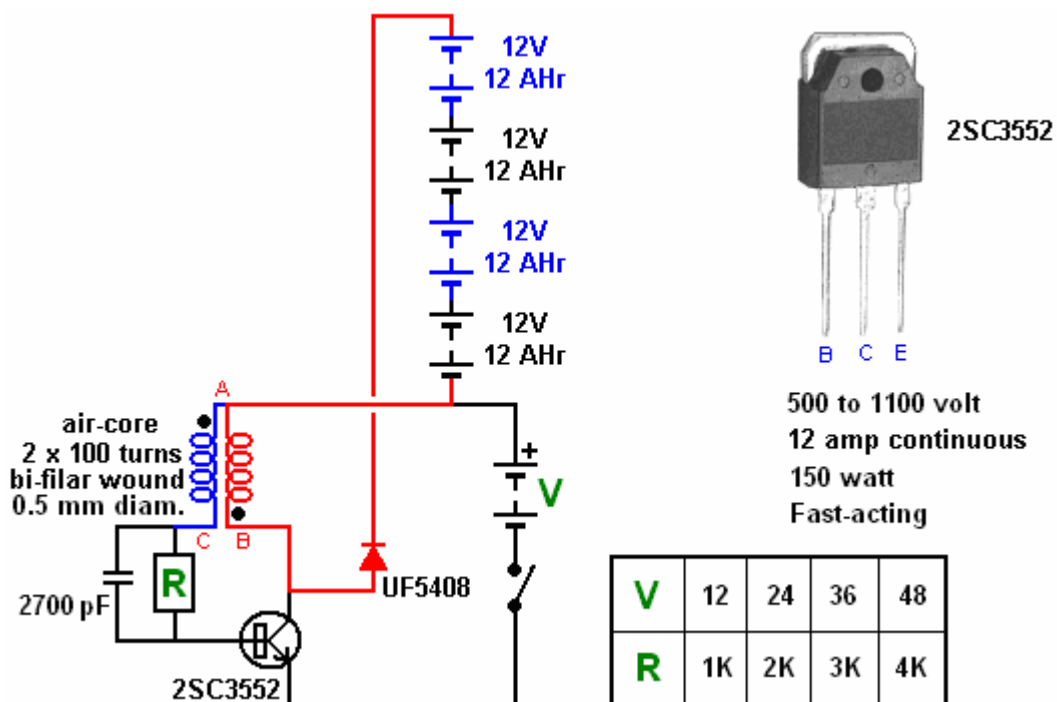 12V
12 AHr
12V
12 AHr
12V
12 AHr
12V
12 AHr
2SC3552
B C E
500 to 1100 volt
12 amp continuous
150 watt
Fast-acting
A
air-core
2 x 100 turns
bi-filar wound
0.5 mm diam.
C B
+
V
R
2700 pF
UF5408
2SC3552
V 12 24 36 48
R 1K 2K 3K 4K